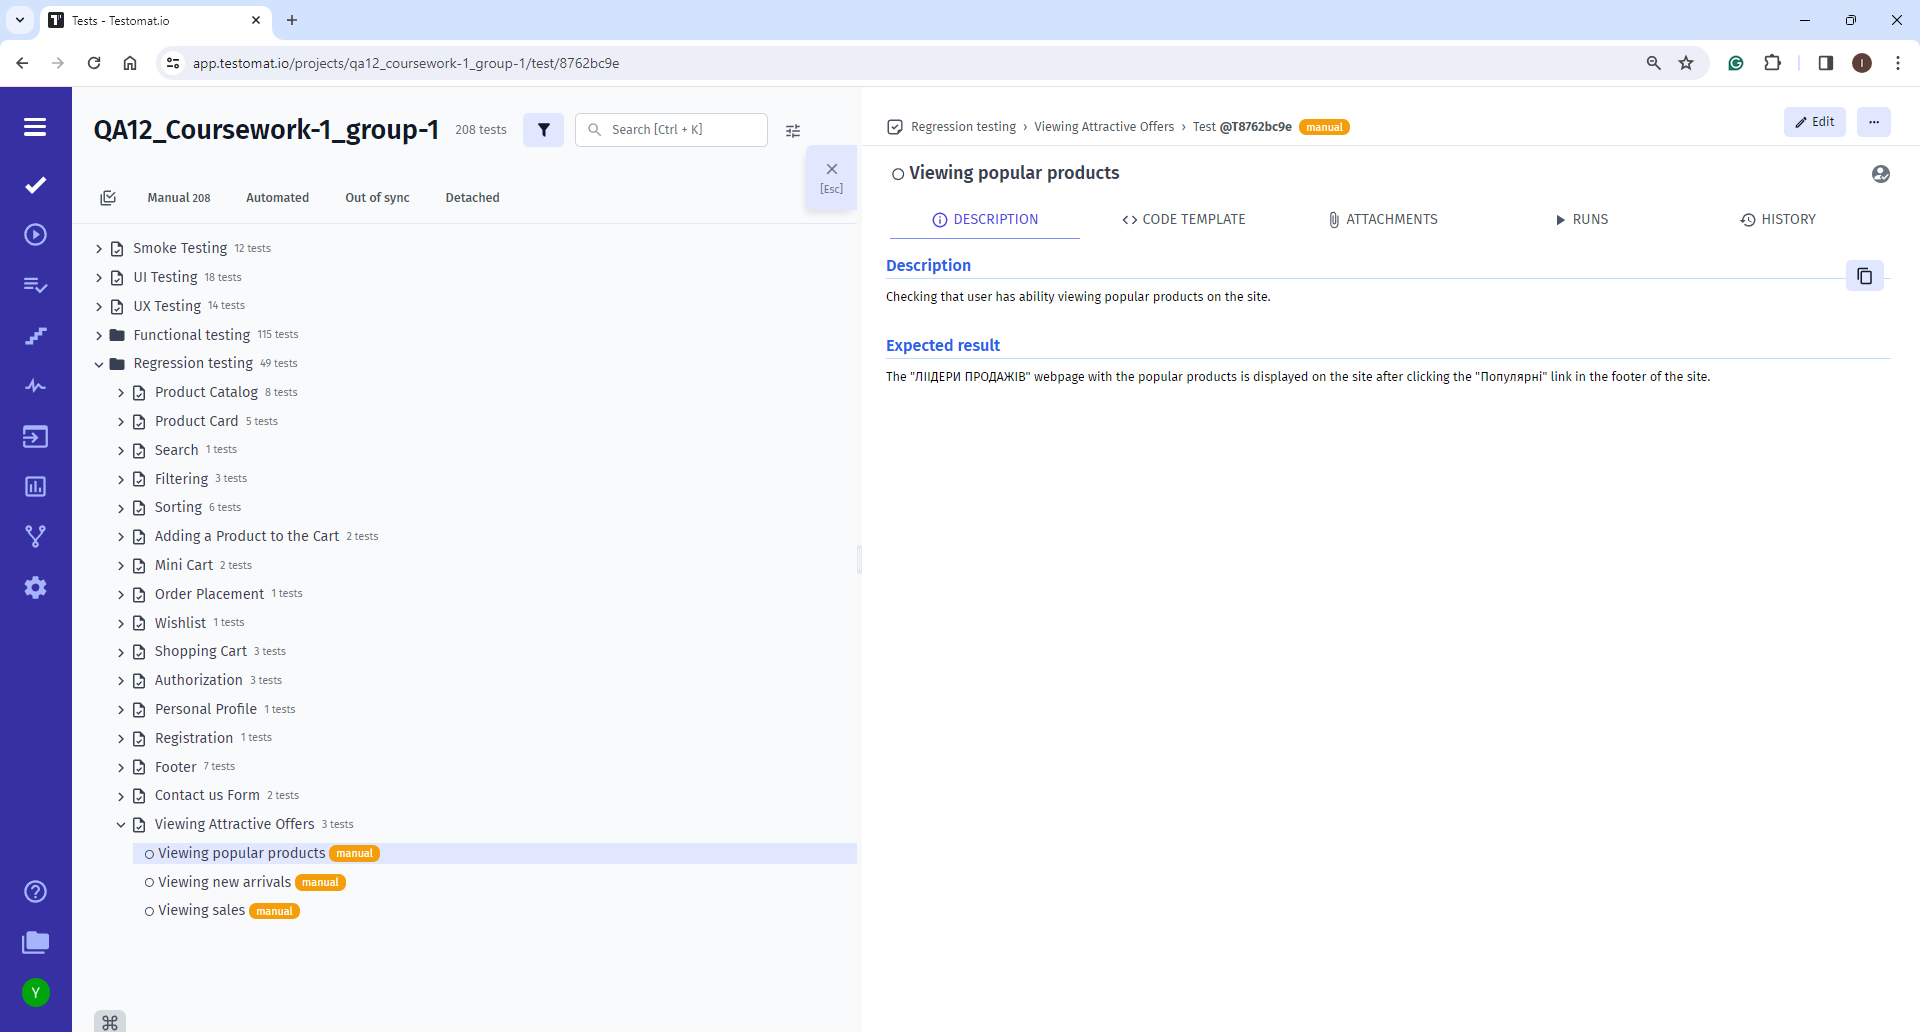 Tests - Testomat.io
app.testomat.io/projects/qa12_coursework-1_group-1/test/8762bc9e
I
QA12_Coursework-1_group-1 208 tests
Search [Ctrl + K]
[Esc]
Manual 208 Automated Out of sync Detached
Smoke Testing 12 tests
UI Testing 18 tests
UX Testing 14 tests
Functional testing 115 tests
Regression testing 49 tests
Product Catalog 8 tests
Product Card 5 tests
Search 1 tests
Filtering 3 tests
Sorting 6 tests
Adding a Product to the Cart 2 tests
Mini Cart 2 tests
Order Placement 1 tests
Wishlist 1 tests
Shopping Cart 3 tests
Authorization 3 tests
Personal Profile 1 tests
Registration 1 tests
Footer 7 tests
Contact us Form 2 tests
Viewing Attractive Offers 3 tests
Viewing popular products manual
Viewing new arrivals manual
Viewing sales manual
Y
Regression testing › Viewing Attractive Offers › Test @T8762bc9e manual
Edit
Viewing popular products
DESCRIPTION CODE TEMPLATE ATTACHMENTS RUNS HISTORY
Description
Checking that user has ability viewing popular products on the site.
Expected result
The "ЛІІДЕРИ ПРОДАЖІВ" webpage with the popular products is displayed on the site after clicking the "Популярні" link in the footer of the site.